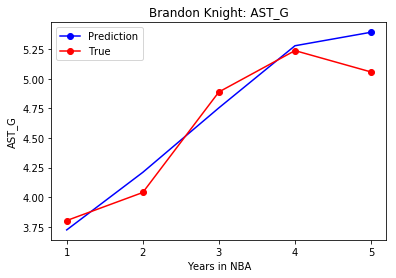 Brandon Knight: AST_G
Prediction
True
5.25
5.00
4.75
4.50
4.25
4.00
3.75
AST_G
1 2 3 4 5
Years in NBA